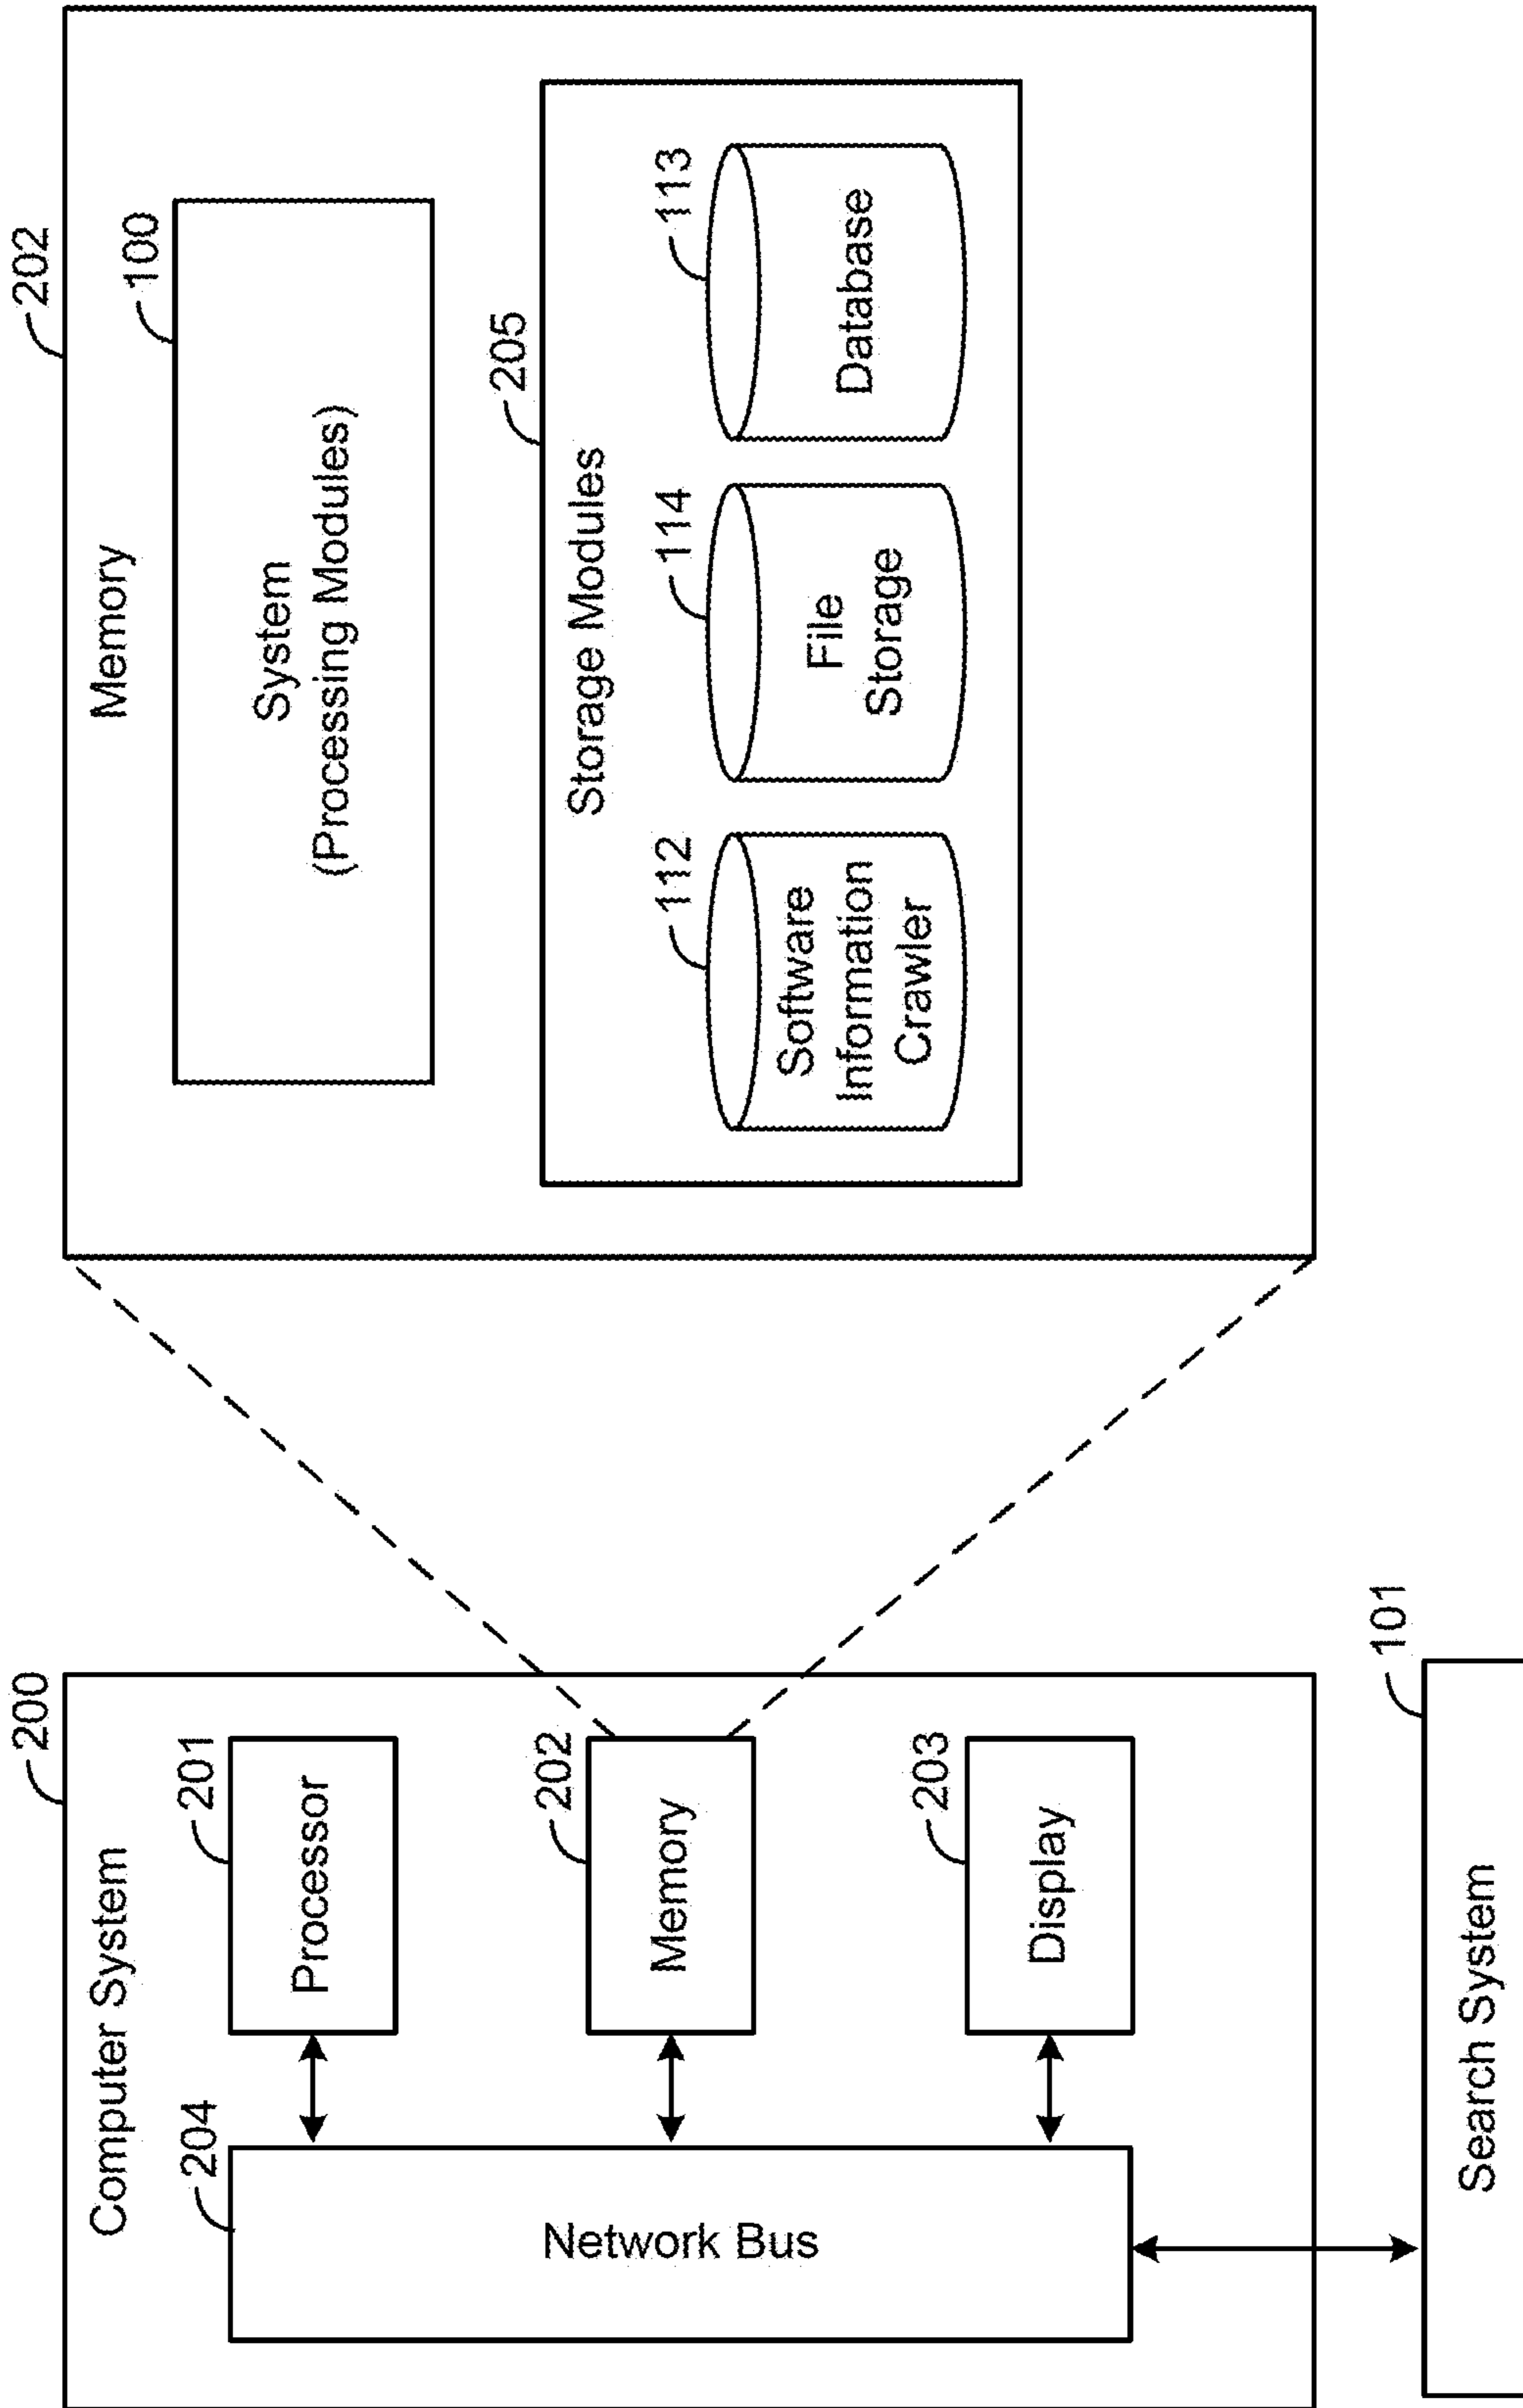 200
Computer System
204
Network Bus
201
Processor
202
Memory
203
Display
101
Search System
202
Memory
100
System
(Processing Modules)
205
Storage Modules
112
Software
Information
Crawler
114
File
Storage
113
Database